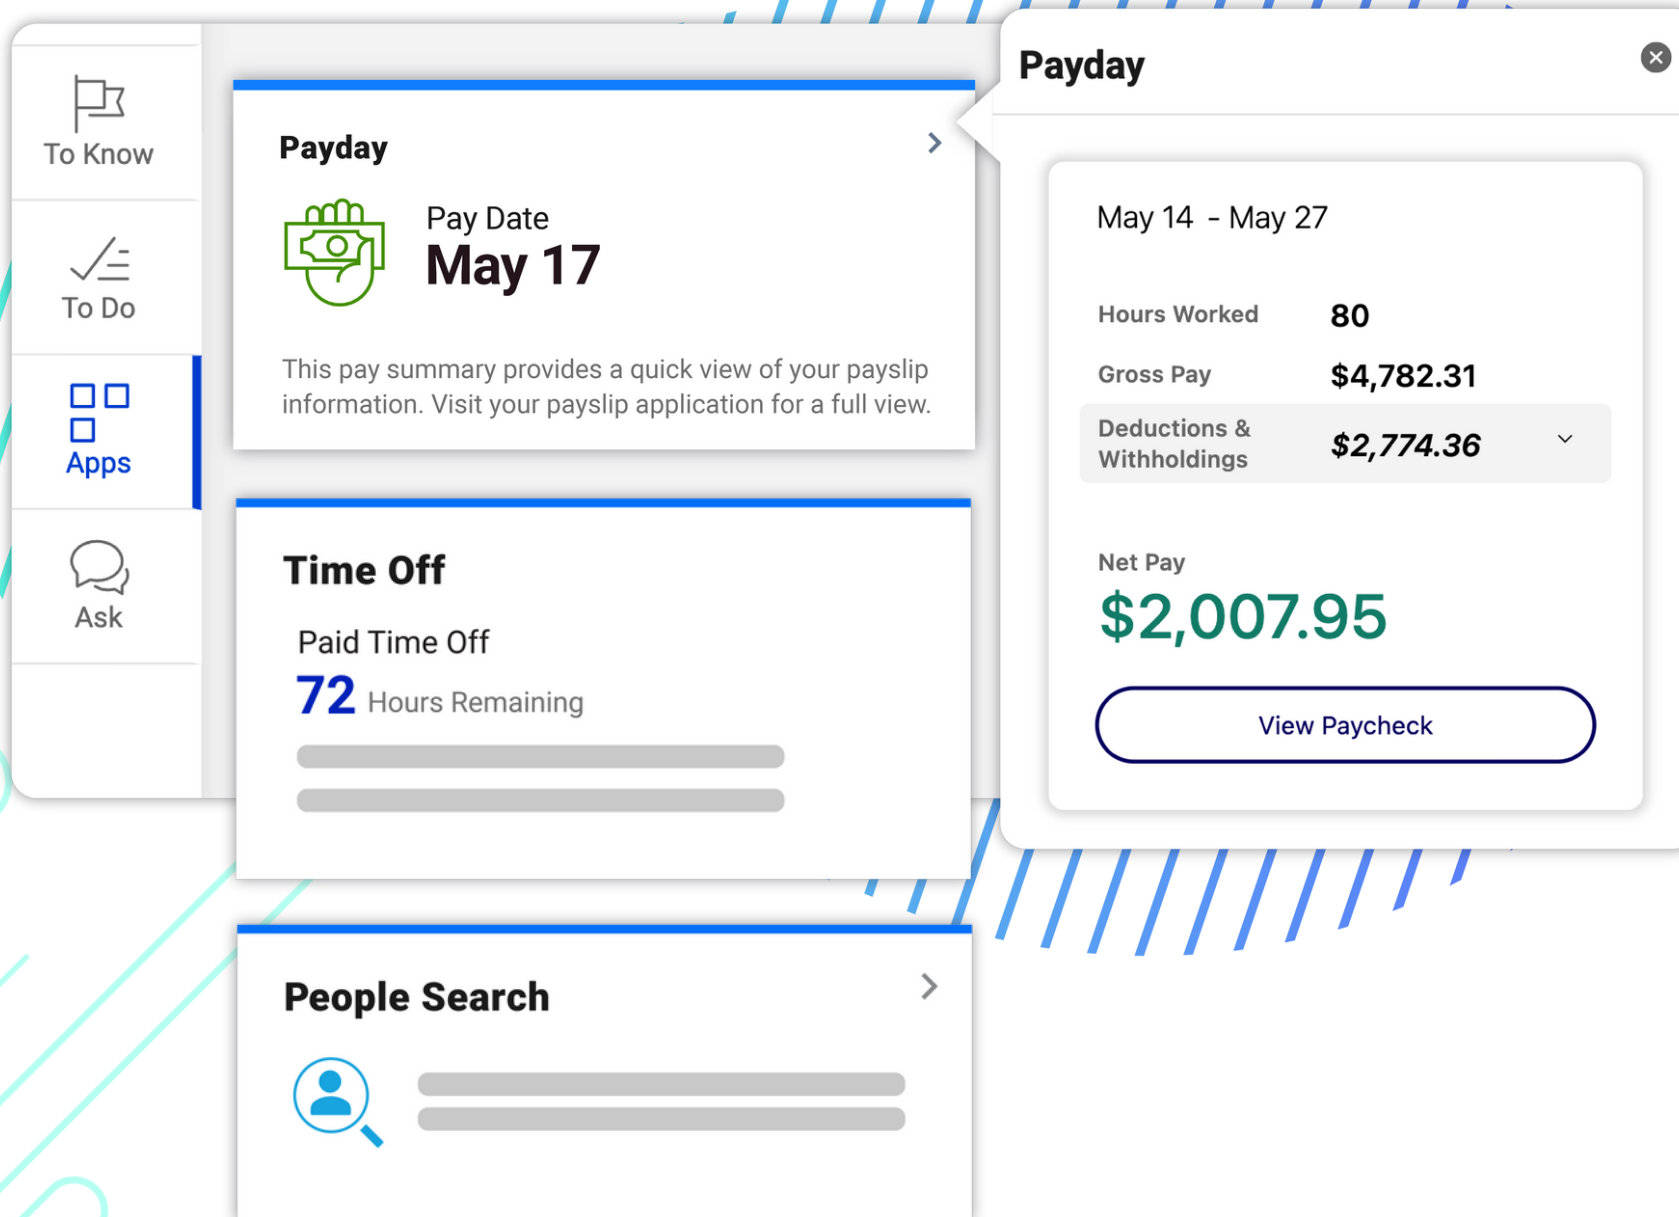 To Know
To Do
Apps
Ask
Payday
Pay Date
May 17
This pay summary provides a quick view of your payslip
information. Visit your payslip application for a full view.
Time Off
Paid Time Off
72 Hours Remaining
People Search
Payday
May 14 - May 27
Hours Worked 80
Gross Pay $4,782.31
Deductions &
Withholdings $2,774.36
Net Pay
$2,007.95
View Paycheck